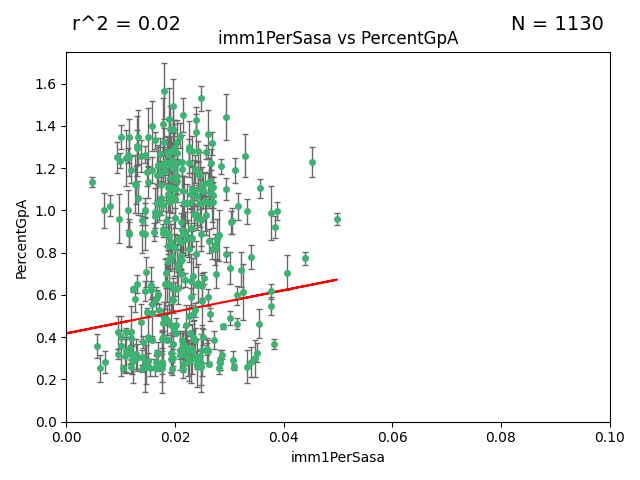 r^2 = 0.02
N = 1130
imm1PerSasa vs PercentGpA
PercentGpA
1.6
1.4
1.2
1.0
0.8
0.6
0.4
0.2
0.0
0.00 0.02 0.04 0.06 0.08 0.10
imm1PerSasa